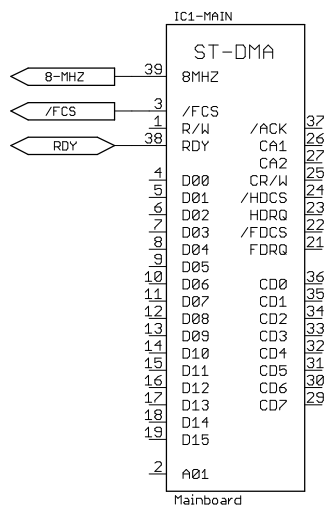 IC1-MAIN
ST-DMA
8-MHZ 39 8MHZ
/FCS 3 /FCS
1 R/W /ACK 37
RDY 38 RDY CA1 26
CA2 27
4 D00 CR/W 25
5 D01 /HDCS 24
6 D02 HDRQ 23
7 D03 /FDCS 22
8 D04 FDRQ 21
9 D05
10 D06 CD0 36
11 D07 CD1 35
12 D08 CD2 34
13 D09 CD3 33
14 D10 CD4 32
15 D11 CD5 31
16 D12 CD6 30
17 D13 CD7 29
18 D14
19 D15
2 A01
Mainboard